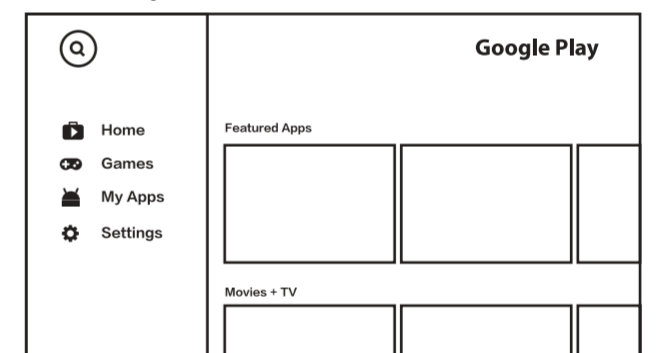 Google Play
Home
Games
My Apps
Settings
Featured Apps
Movies + TV